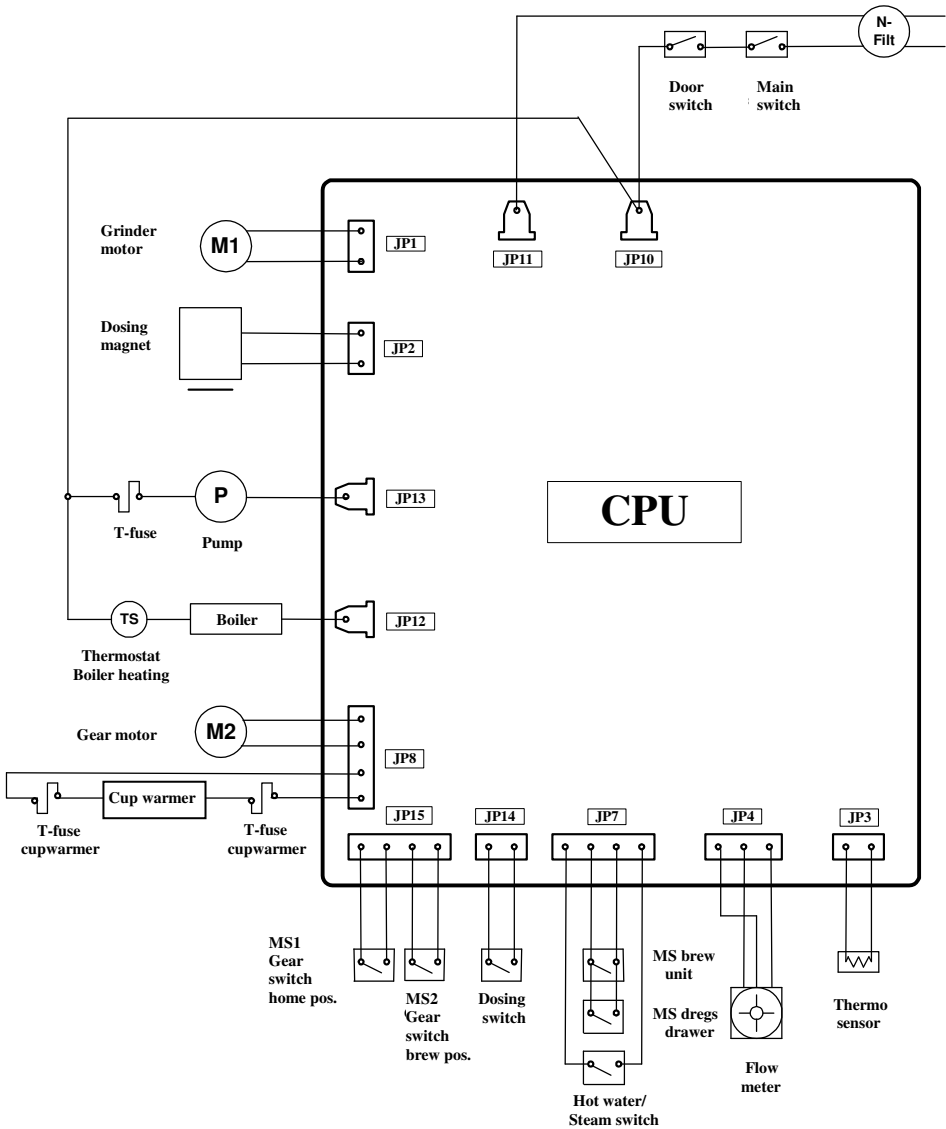 N-
Filt
Door
switch
Main
switch
Grinder
motor
M1
JP1
JP11
JP10
Dosing
magnet
JP2
CPU
P
JP13
T-fuse
Pump
TS
Boiler
JP12
Thermostat
Boiler heating
Gear motor
M2
JP8
Cup warmer
T-fuse
cupwarmer
T-fuse
cupwarmer
JP15
JP14
JP7
JP4
JP3
MS1
Gear
switch
home pos.
MS2
Gear
switch
brew pos.
Dosing
switch
MS brew
unit
MS dregs
drawer
Hot water/
Steam switch
Flow
meter
Thermo
sensor